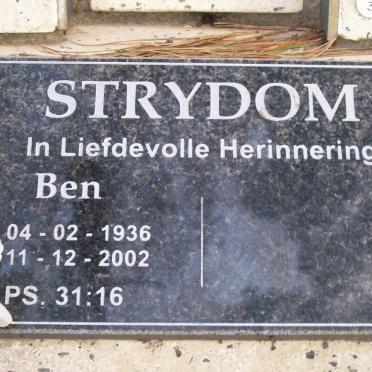 STRYDOM
In Liefdevolle Herinnering
Ben
04 - 02 - 1936
11 - 12 - 2002
PS. 31:16